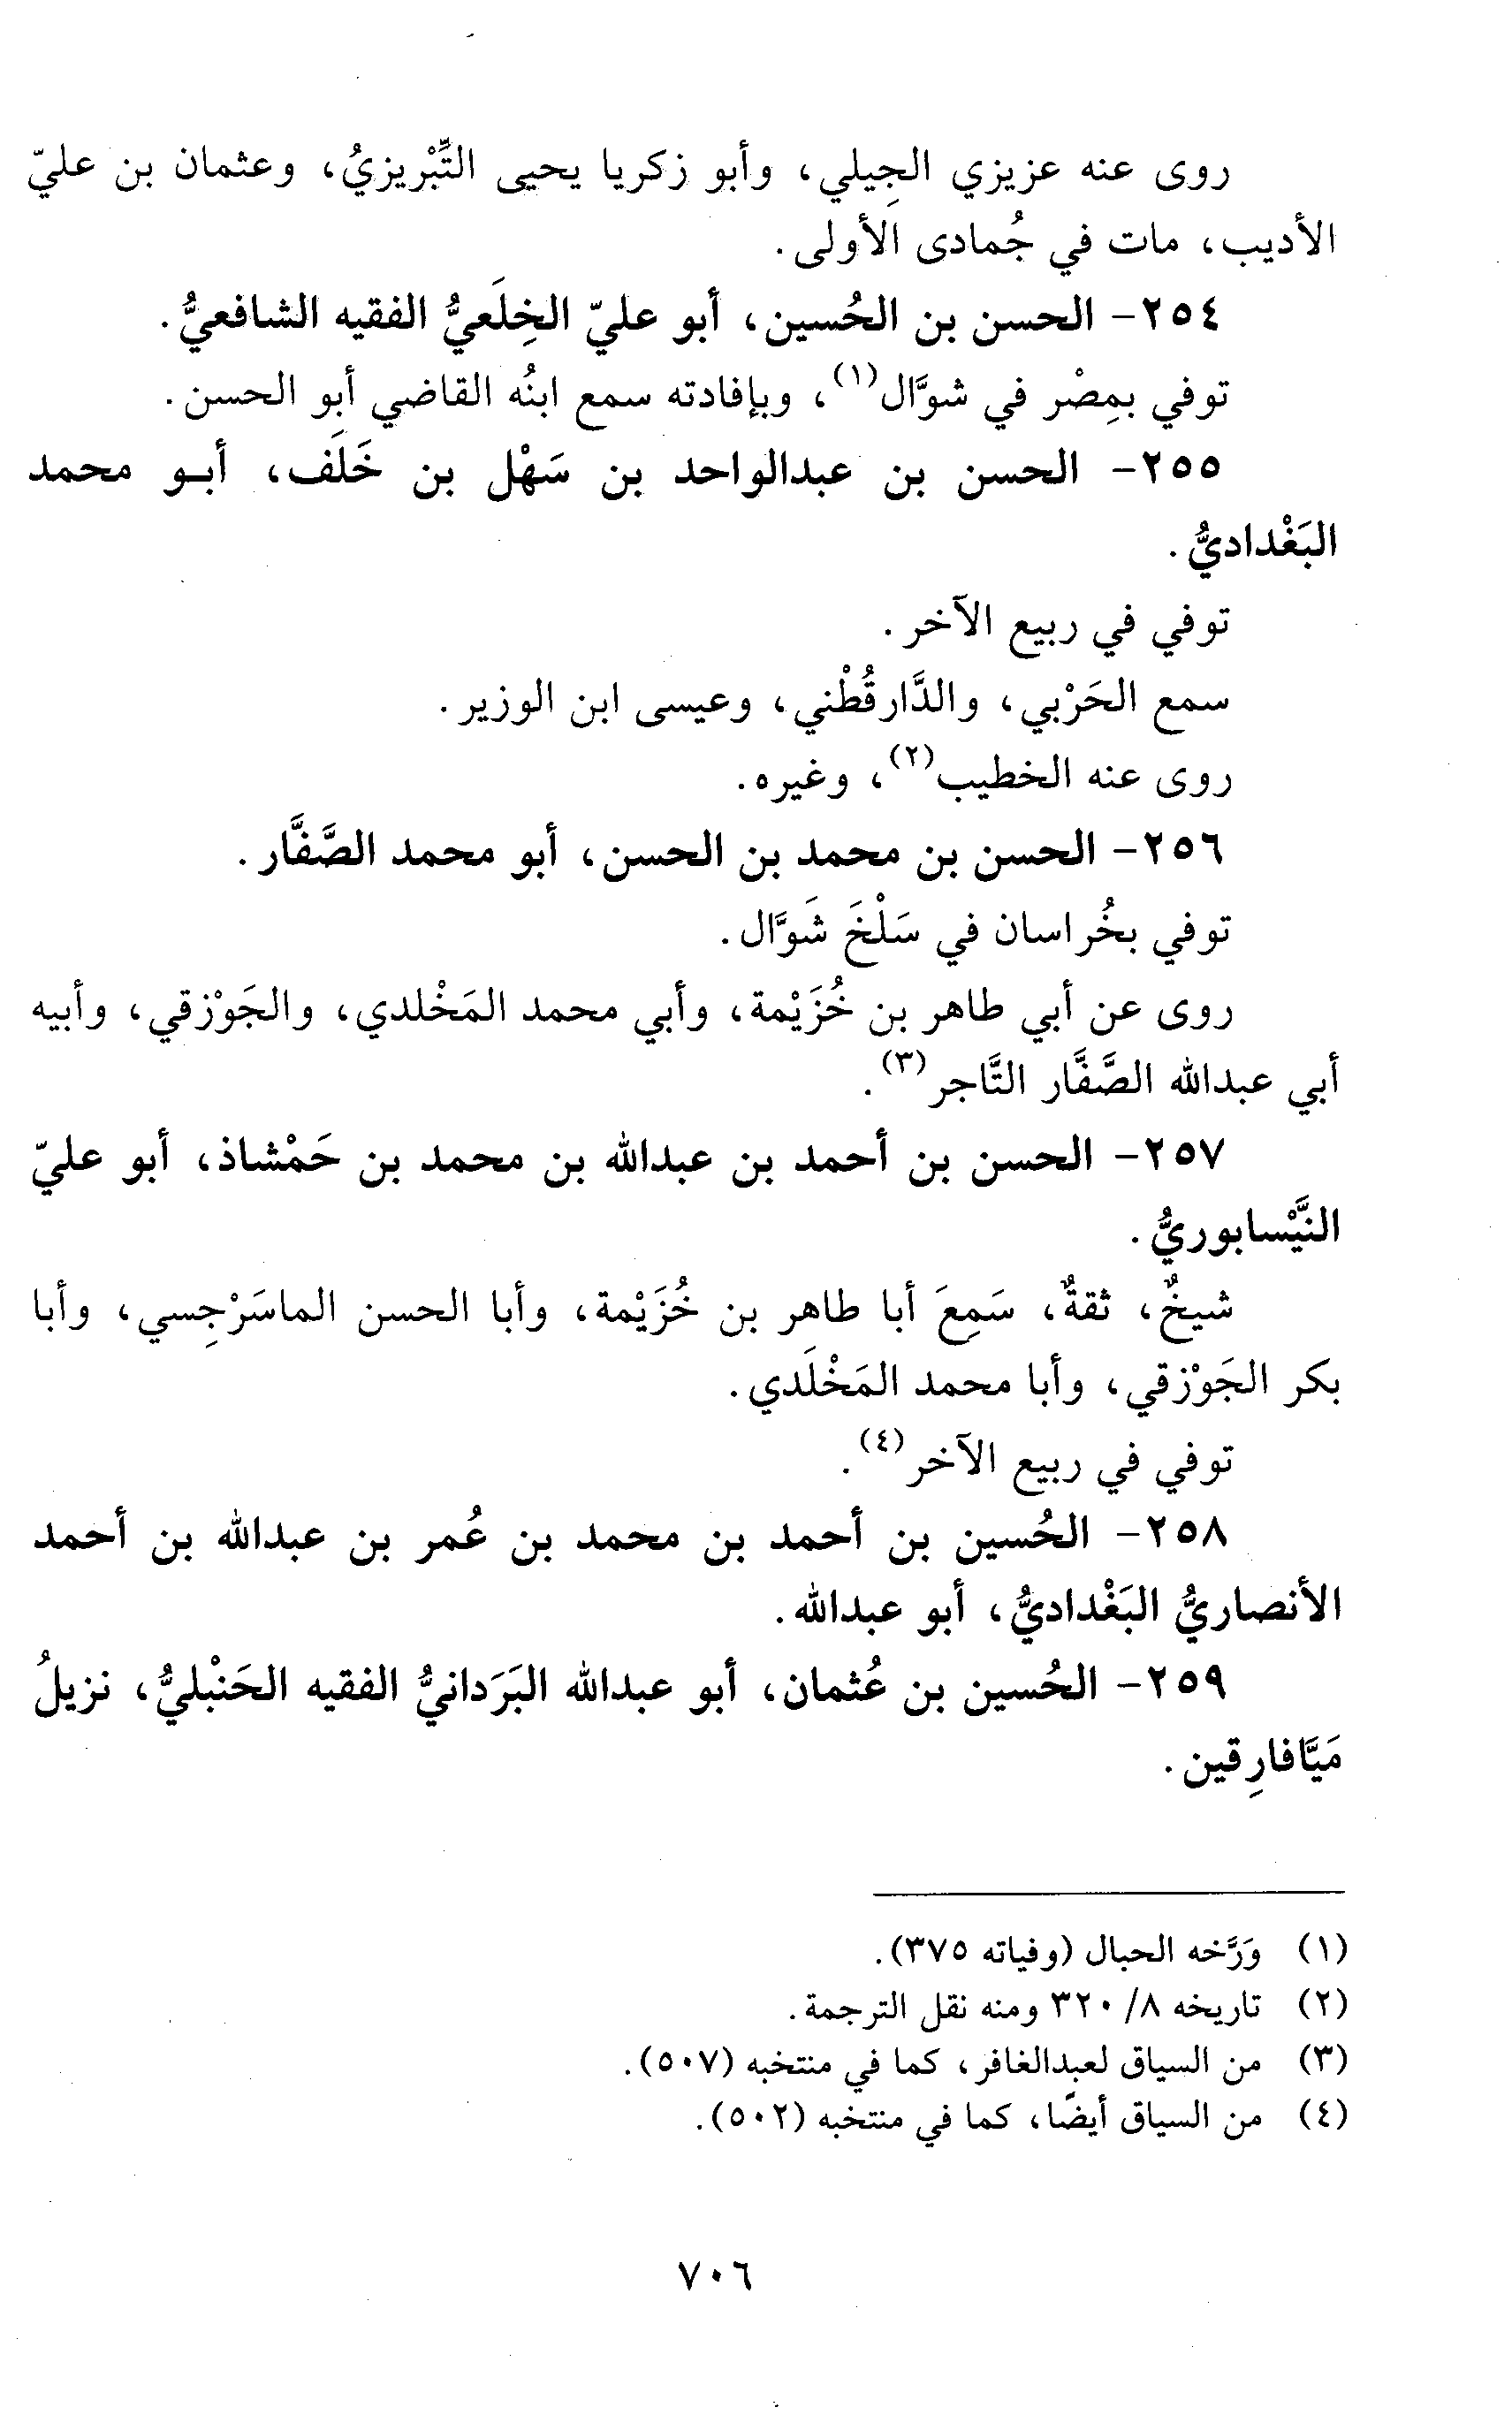 روى عنه عزيزي الجِيلي، وأبو زكريا يحيى التِّبْريزيُ، وعثمان بن عليّ
الأديب، مات في جُمادى الأولى.
٢٥٤- الحسن بن الحُسين، أبو عليّ الخِلَعيُّ الفقيه الشافعيُّ.
توفي بمِصْر في شوَّال(١)، وبإفادته سمع ابنُه القاضي أبو الحسن.
٢٥٥- الحسن بن عبدالواحد بن سَهْل بن خَلَف، أبو محمد
البَغْداديُّ.
توفي في ربيع الآخر.
سمع الحَرْبي، والدَّارقُطْني، وعيسى ابن الوزير.
روى عنه الخطيب(٢)، وغيره.
٢٥٦- الحسن بن محمد بن الحسن، أبو محمد الصَّفَّار.
توفي بخُراسان في سَلْخَ شَوَّال.
روى عن أبي طاهر بن خُزَيْمة، وأبي محمد المَخْلدي، والجَوْزقي، وأبيه
أبي عبدالله الصَّفَّار التَّاجر(٣).
٢٥٧- الحسن بن أحمد بن عبدالله بن محمد بن حَمْشاذ، أبو عليّ
النَّيْسابوريُّ.
شيخٌ، ثقةٌ، سَمِعَ أبا طاهر بن خُزَيْمة، وأبا الحسن الماسَرْجِسي، وأبا
بكر الجَوْزقي، وأبا محمد المَخْلَدي.
توفي في ربيع الآخر(٤).
٢٥٨- الحُسين بن أحمد بن محمد بن عُمر بن عبدالله بن أحمد
الأنصاريُّ البَغْداديُّ، أبو عبدالله.
٢٥٩- الحُسين بن عُثمان، أبو عبدالله البَرَدانيُّ الفقيه الحَنْبليُّ، نزيلُ
مَيَّافارِقين.
(١) وَرَّخه الحبال (وفياته ٣٧٥).
(٢) تاريخه ٨/ ٣٢٠ ومنه نقل الترجمة.
(٣) من السياق لعبدالغافر، كما في منتخبه (٥٠٧).
(٤) من السياق أيضًا، كما في منتخبه (٥٠٢).
٧٠٦